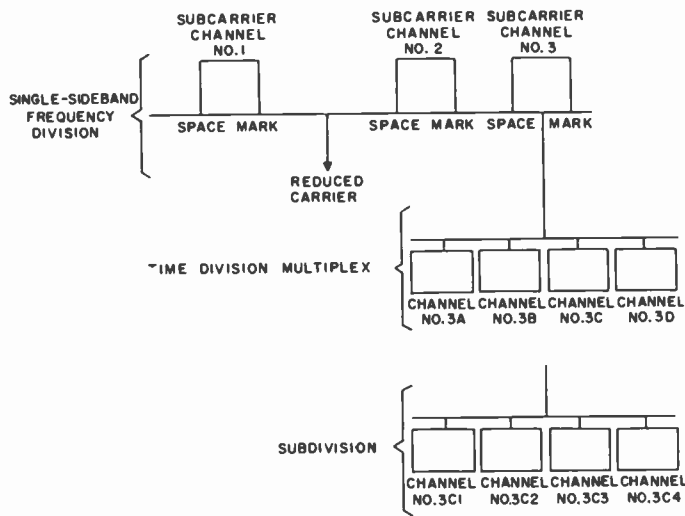 SUBCARRIER
CHANNEL
NO.1
SUBCARRIER
CHANNEL
NO. 2
SUBCARRIER
CHANNEL
NO. 3
SINGLE-SIDEBAND
FREQUENCY
DIVISION
SPACE MARK
SPACE MARK
SPACE MARK
REDUCED
CARRIER
TIME DIVISION MULTIPLEX
CHANNEL
NO.3A
CHANNEL
NO.3B
CHANNEL
NO.3C
CHANNEL
NO.3D
SUBDIVISION
CHANNEL
NO.3C1
CHANNEL
NO.3C2
CHANNEL
NO.3C3
CHANNEL
NO.3C4